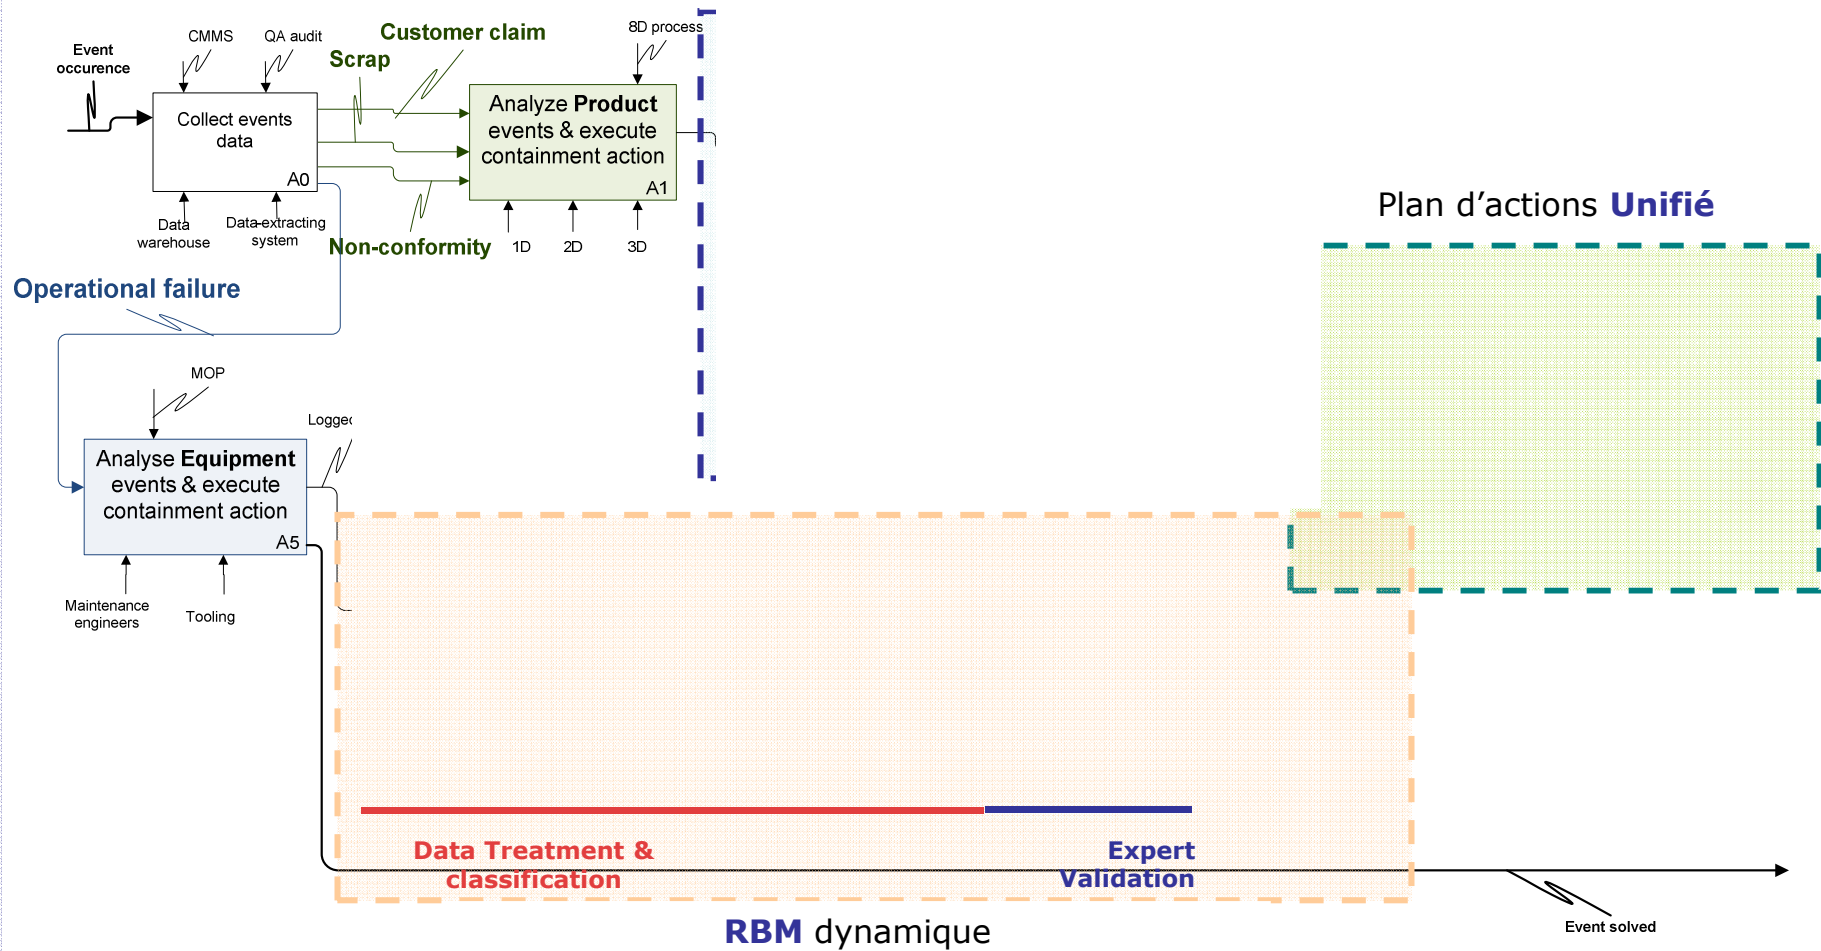 Event
occurence
CMMS
QA audit
Customer claim
Scrap
8D process
Collect events
data
A0
Analyze Product
events & execute
containment action
A1
Data
warehouse
Data-extracting
system
Non-conformity
1D
2D
3D
Plan d’actions Unifié
Operational failure
MOP
Logged
Analyse Equipment
events & execute
containment action
A5
Maintenance
engineers
Tooling
Data Treatment &
classification
Expert
Validation
Event solved
RBM dynamique